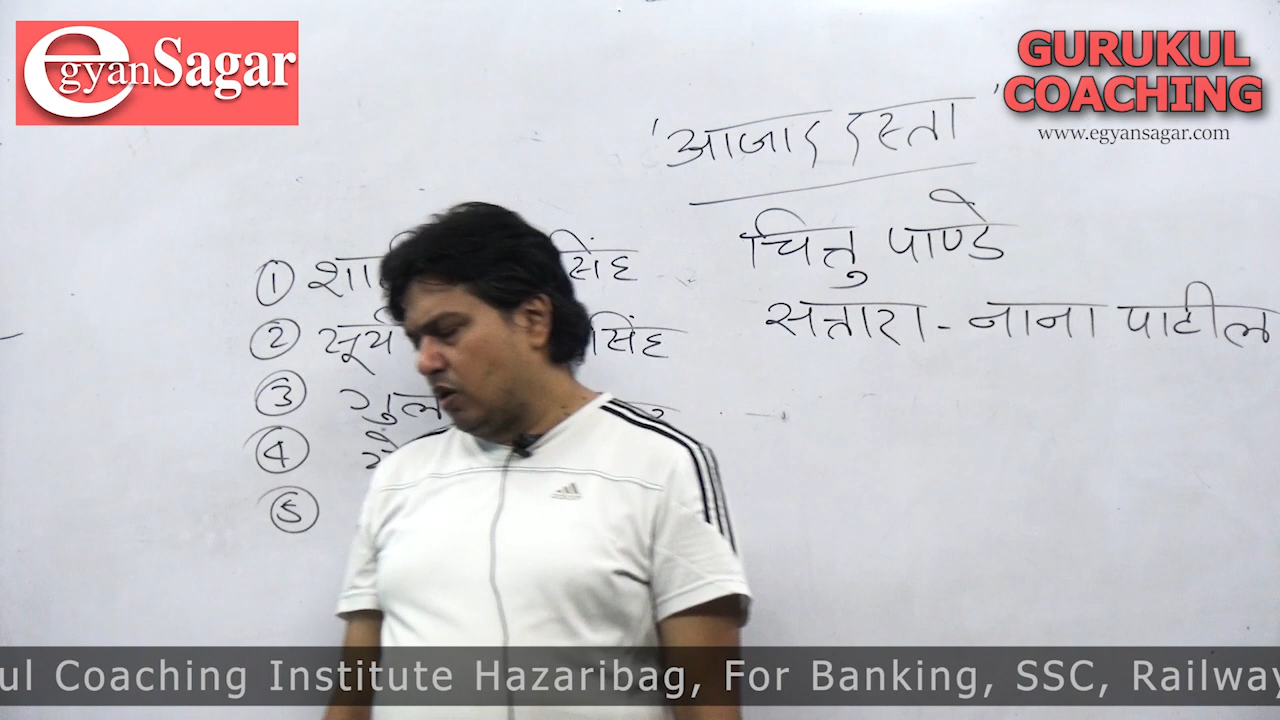 egyanSagar
GURUKUL
COACHING
www.egyansagar.com
'आजाद दस्ता'
चित्तु पाण्डे
सतारा - नाना पाटील
① सिंह
② सूर्य सिंह
③
④
⑤
ul Coaching Institute Hazaribag, For Banking, SSC, Railway